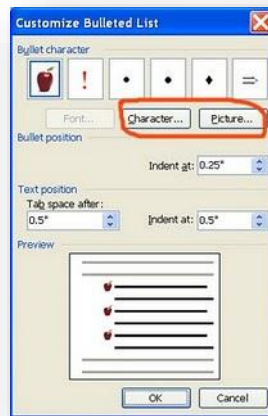 Customize Bulleted List
Bullet character
!
Font... Character... Picture...
Bullet position
Indent at: 0.25"
Text position
Tab space after:
0.5" Indent at: 0.5"
Preview
OK Cancel